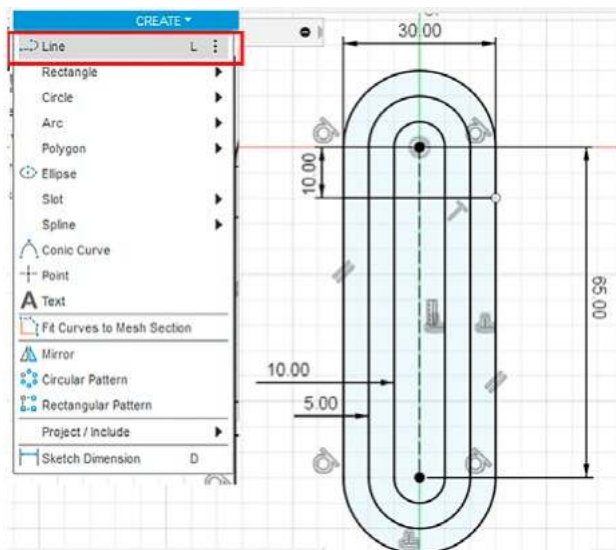 CREATE
Line L
Rectangle
Circle
Arc
Polygon
Ellipse
Slot
Spline
Conic Curve
Point
A Text
Fit Curves to Mesh Section
Mirror
Circular Pattern
Rectangular Pattern
Project / Include
Sketch Dimension D
30.00
10.00
65.00
10.00
5.00